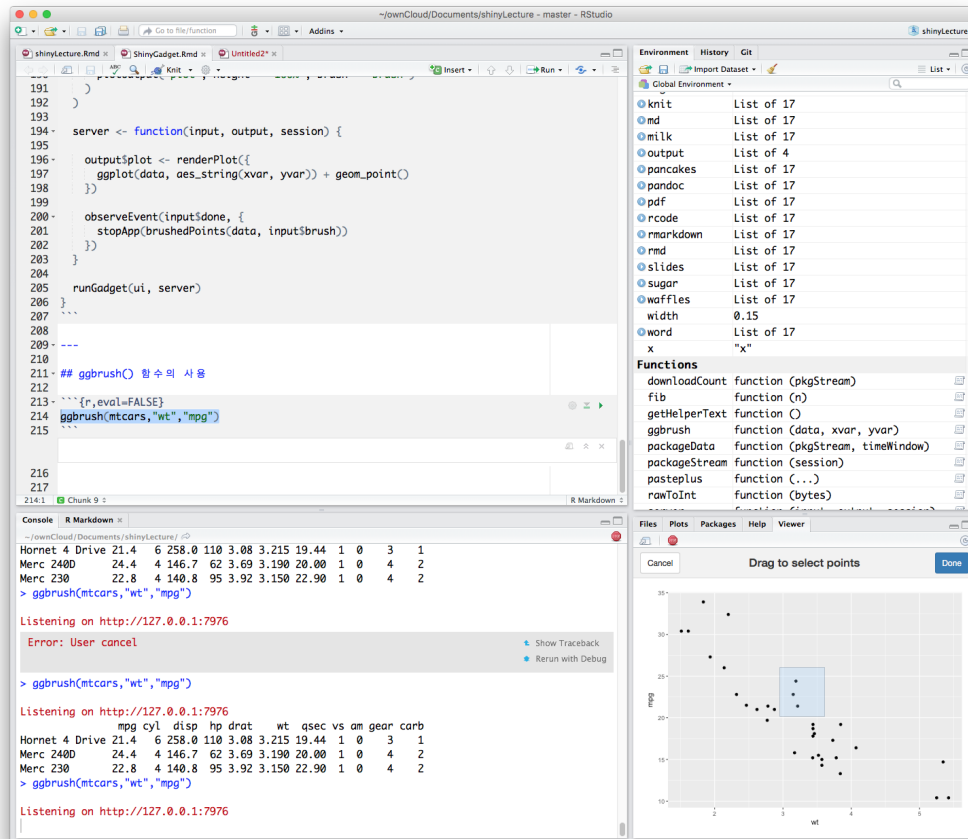 ~/ownCloud/Documents/shinyLecture - master - RStudio
Go to file/function
Addins
shinyLecture
shinyLecture.Rmd
ShinyGadget.Rmd
Untitled2*
ABC
Knit
Insert
Run
191 )
192 )
193
194 server <- function(input, output, session) {
195
196 output$plot <- renderPlot({
197 ggplot(data, aes_string(xvar, yvar)) + geom_point()
198 })
199
200 observeEvent(input$done, {
201 stopApp(brushedPoints(data, input$brush))
202 })
203 }
204
205 runGadget(ui, server)
206 }
207 ```
208
209 ---
210
211 ## ggbrush() 함수의 사용
212
213 ```{r,eval=FALSE}
214 ggbrush(mtcars,"wt","mpg")
215 ```
216
217
214:1 Chunk 9 R Markdown
Console R Markdown
~/ownCloud/Documents/shinyLecture/
Hornet 4 Drive 21.4 6 258.0 110 3.08 3.215 19.44 1 0 3 1
Merc 240D 24.4 4 146.7 62 3.69 3.190 20.00 1 0 4 2
Merc 230 22.8 4 140.8 95 3.92 3.150 22.90 1 0 4 2
> ggbrush(mtcars,"wt","mpg")
Listening on http://127.0.0.1:7976
Error: User cancel
Show Traceback
Rerun with Debug
> ggbrush(mtcars,"wt","mpg")
Listening on http://127.0.0.1:7976
mpg cyl disp hp drat wt qsec vs am gear carb
Hornet 4 Drive 21.4 6 258.0 110 3.08 3.215 19.44 1 0 3 1
Merc 240D 24.4 4 146.7 62 3.69 3.190 20.00 1 0 4 2
Merc 230 22.8 4 140.8 95 3.92 3.150 22.90 1 0 4 2
> ggbrush(mtcars,"wt","mpg")
Listening on http://127.0.0.1:7976
Environment History Git
Import Dataset
List
Global Environment
knit List of 17
md List of 17
milk List of 17
output List of 4
pancakes List of 17
pandoc List of 17
pdf List of 17
rcode List of 17
rmarkdown List of 17
rmd List of 17
slides List of 17
sugar List of 17
waffles List of 17
width 0.15
word List of 17
x "x"
Functions
downloadCount function (pkgStream)
fib function (n)
getHelperText function ()
ggbrush function (data, xvar, yvar)
packageData function (pkgStream, timeWindow)
packageStream function (session)
pasteplus function (...)
rawToInt function (bytes)
Files Plots Packages Help Viewer
Cancel
Drag to select points
Done
35
30
25
20
15
10
mpg
2 3 4 5
wt